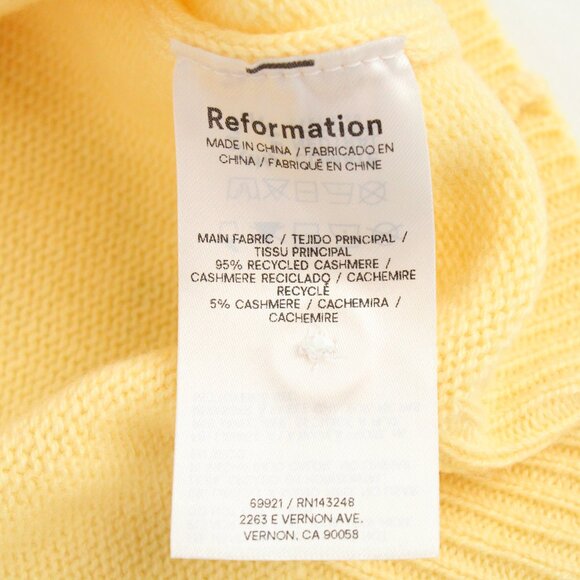 Reformation
MADE IN CHINA / FABRICADO EN
CHINA / FABRIQUÉ EN CHINE
MAIN FABRIC / TEJIDO PRINCIPAL /
TISSU PRINCIPAL
95% RECYCLED CASHMERE /
CASHMERE RECICLADO / CACHEMIRE
RECYCLÉ
5% CASHMERE / CACHEMIRA /
CACHEMIRE
69921 / RN143248
2263 E VERNON AVE.
VERNON, CA 90058